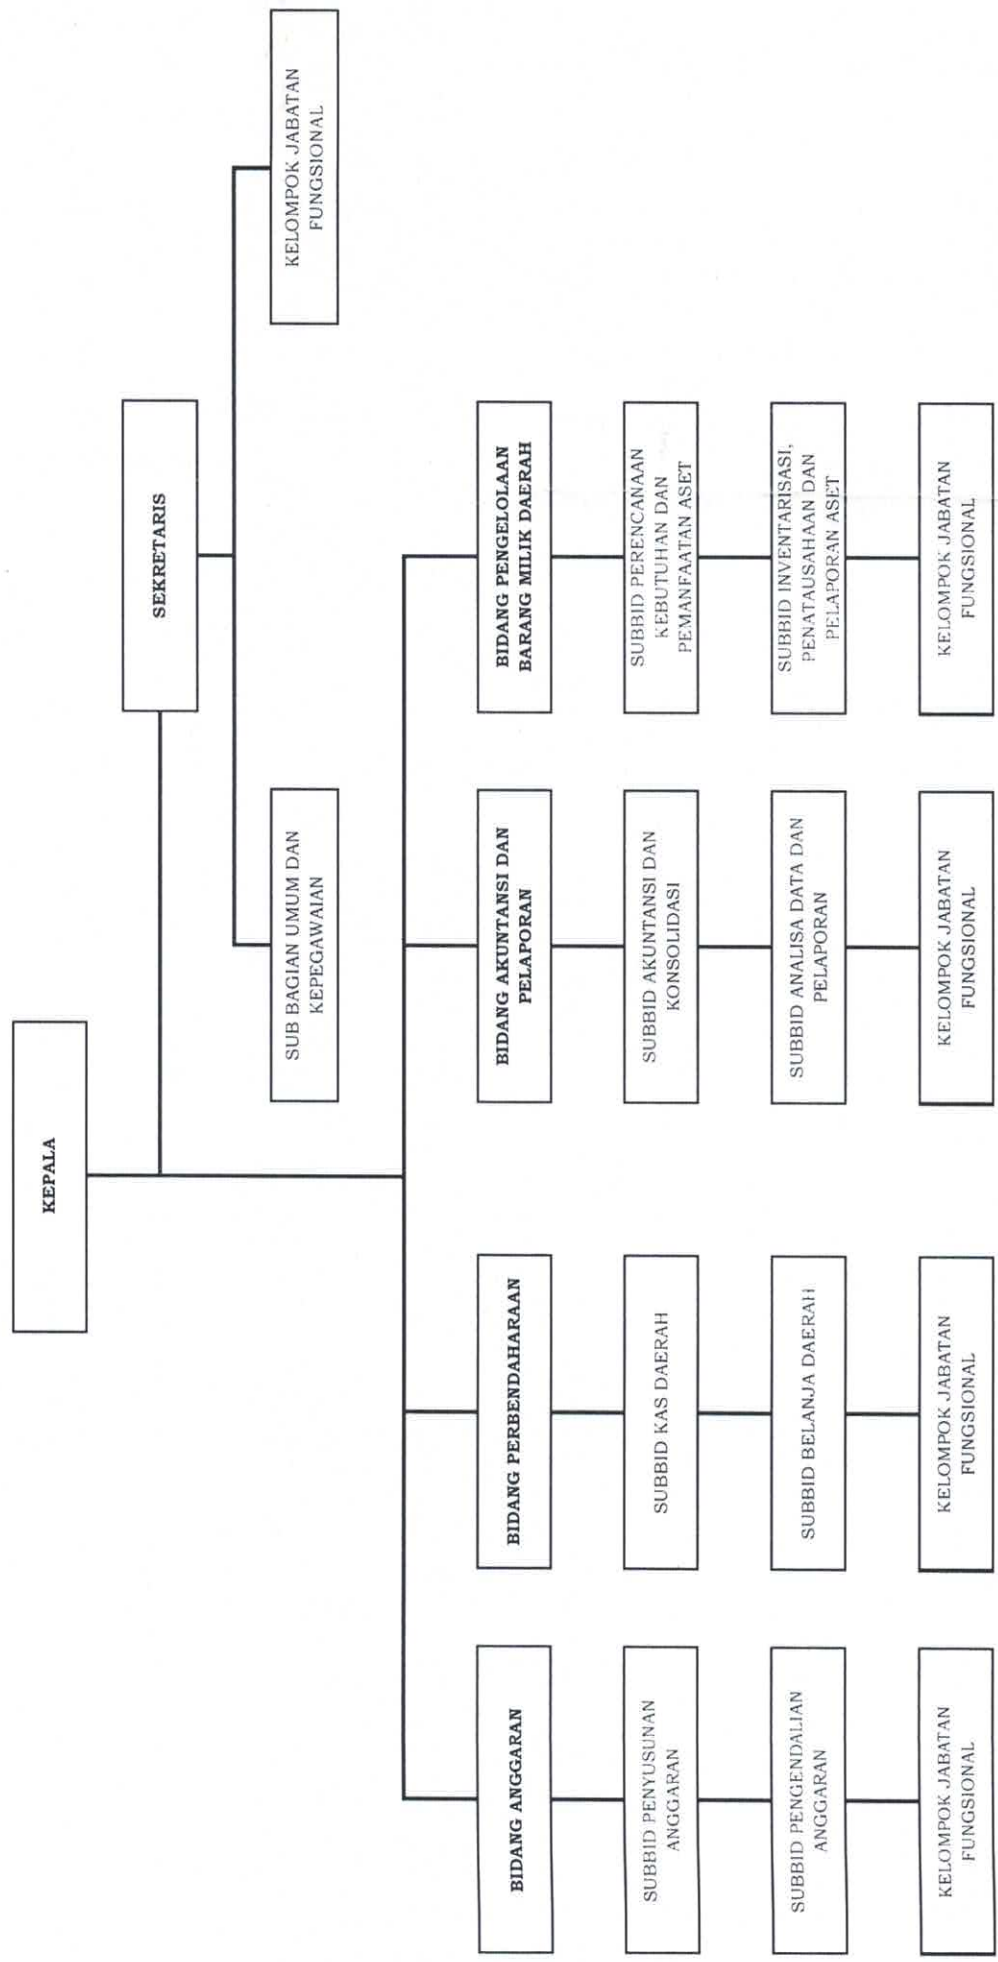 KEPALA
SEKRETARIS
SUB BAGIAN UMUM DAN
KEPEGAWAIAN
KELOMPOK JABATAN
FUNGSIONAL
BIDANG ANGGARAN
BIDANG PERBENDAHARAAN
BIDANG AKUNTANSI DAN
PELAPORAN
BIDANG PENGELOLAAN
BARANG MILIK DAERAH
SUBBID PENYUSUNAN
ANGGARAN
SUBBID KAS DAERAH
SUBBID AKUNTANSI DAN
KONSOLIDASI
SUBBID PERENCANAAN
KEBUTUHAN DAN
PEMANFAATAN ASET
SUBBID PENGENDALIAN
ANGGARAN
SUBBID BELANJA DAERAH
SUBBID ANALISA DATA DAN
PELAPORAN
SUBBID INVENTARISASI,
PENATAUSAHAAN DAN
PELAPORAN ASET
KELOMPOK JABATAN
FUNGSIONAL
KELOMPOK JABATAN
FUNGSIONAL
KELOMPOK JABATAN
FUNGSIONAL
KELOMPOK JABATAN
FUNGSIONAL